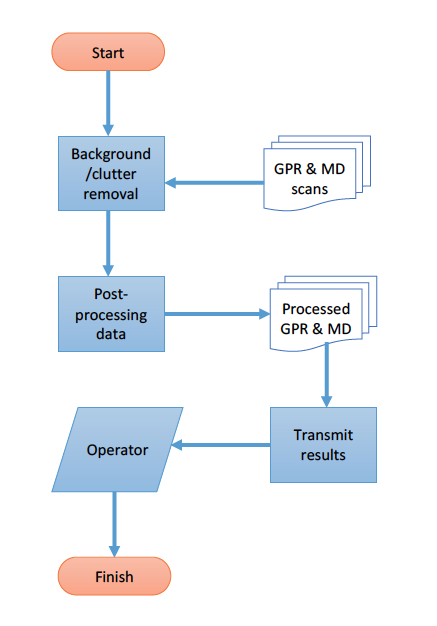 Start
Background
/clutter
removal
GPR & MD
scans
Post-
processing
data
Processed
GPR & MD
Operator
Transmit
results
Finish